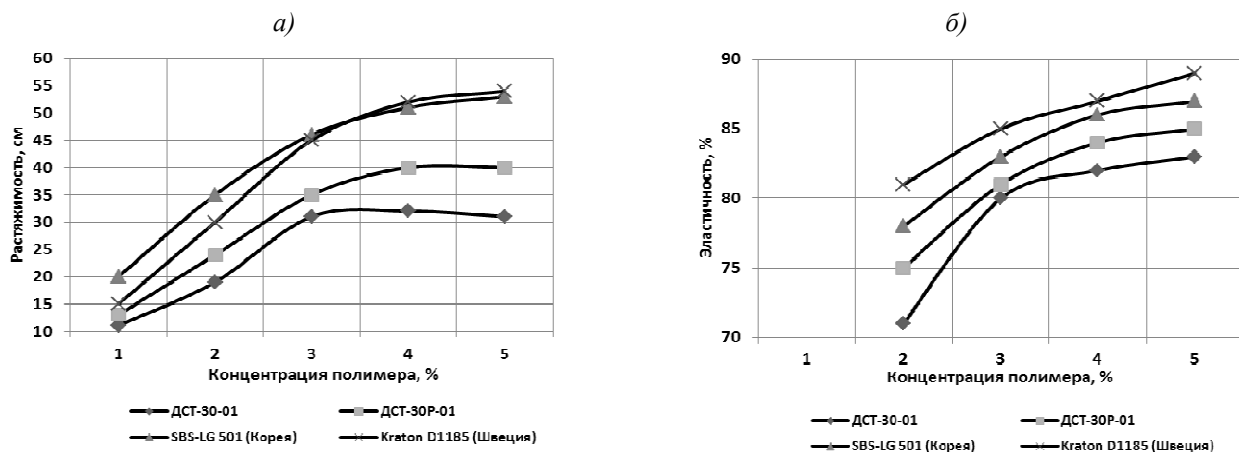 а)
60
55
50
45
40
35
30
25
20
15
10
Растяжимость, см
1 2 3 4 5
Концентрация полимера, %
ДСТ-30-01 ДСТ-30Р-01
SBS-LG 501 (Корея) Kraton D1185 (Швеция)
б)
90
85
80
75
70
Эластичность, %
1 2 3 4 5
Концентрация полимера, %
ДСТ-30-01 ДСТ-30Р-01
SBS-LG 501 (Корея) Kraton D1185 (Швеция)